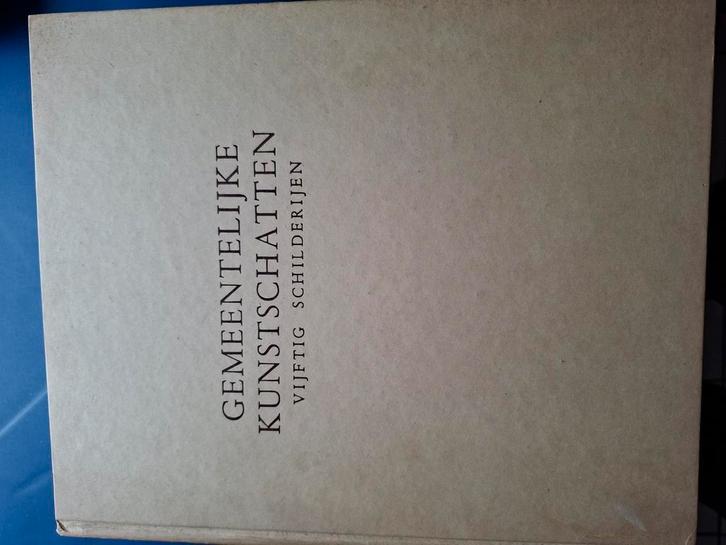 GEMEENTELIJKE
KUNSTSCHATTEN
VIJFTIG SCHILDERIJEN